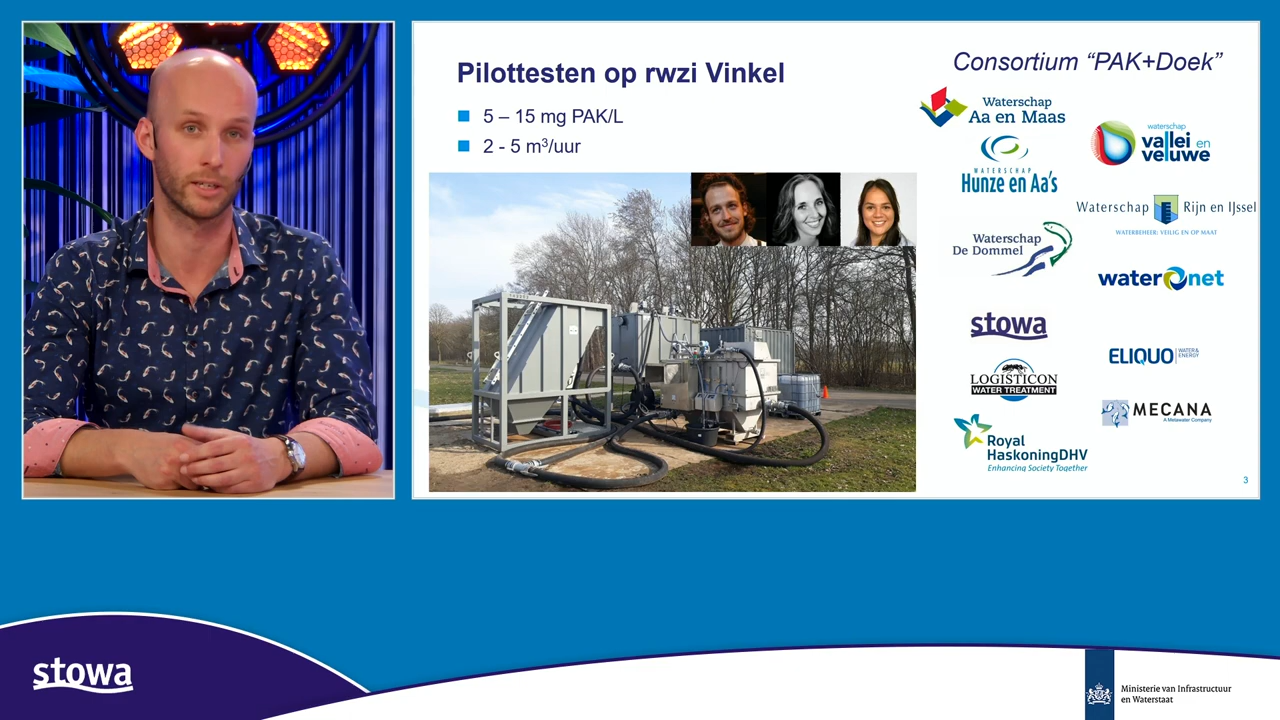 Pilottesten op rwzi Vinkel
5 – 15 mg PAK/L
2 - 5 m³/uur
Consortium “PAK+Doek”
Waterschap
Aa en Maas
waterschap
vallei en
veluwe
WATERSCHAP
Hunze en Aa's
Waterschap Rijn en IJssel
WATERBEHEER: VEILIG EN OP MAAT
Waterschap
De Dommel
waternet
stowa
ELIQUO WATER &
ENERGY
LOGISTICON
WATER TREATMENT
MECANA
A Metawater Company
Royal
HaskoningDHV
Enhancing Society Together
3
stowa
Ministerie van Infrastructuur
en Waterstaat